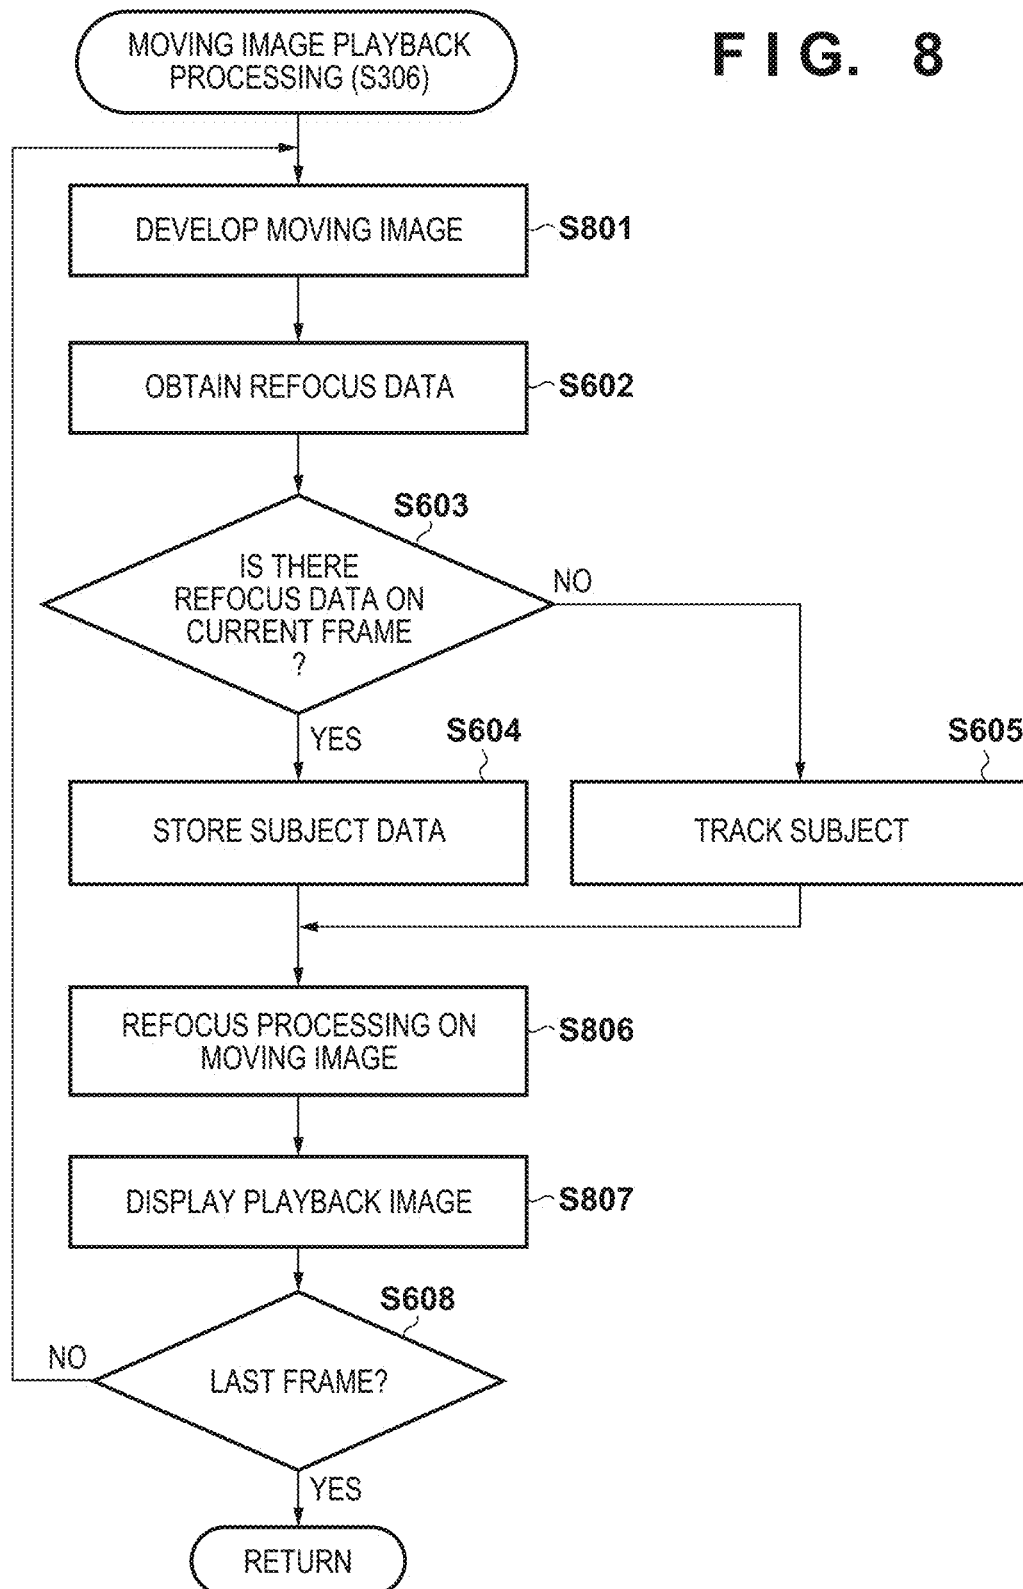 FIG. 8
MOVING IMAGE PLAYBACK
PROCESSING (S306)
DEVELOP MOVING IMAGE
S801
OBTAIN REFOCUS DATA
S602
S603
IS THERE
REFOCUS DATA ON
CURRENT FRAME
?
NO
YES
S604
STORE SUBJECT DATA
S605
TRACK SUBJECT
REFOCUS PROCESSING ON
MOVING IMAGE
S806
DISPLAY PLAYBACK IMAGE
S807
S608
LAST FRAME?
NO
YES
RETURN